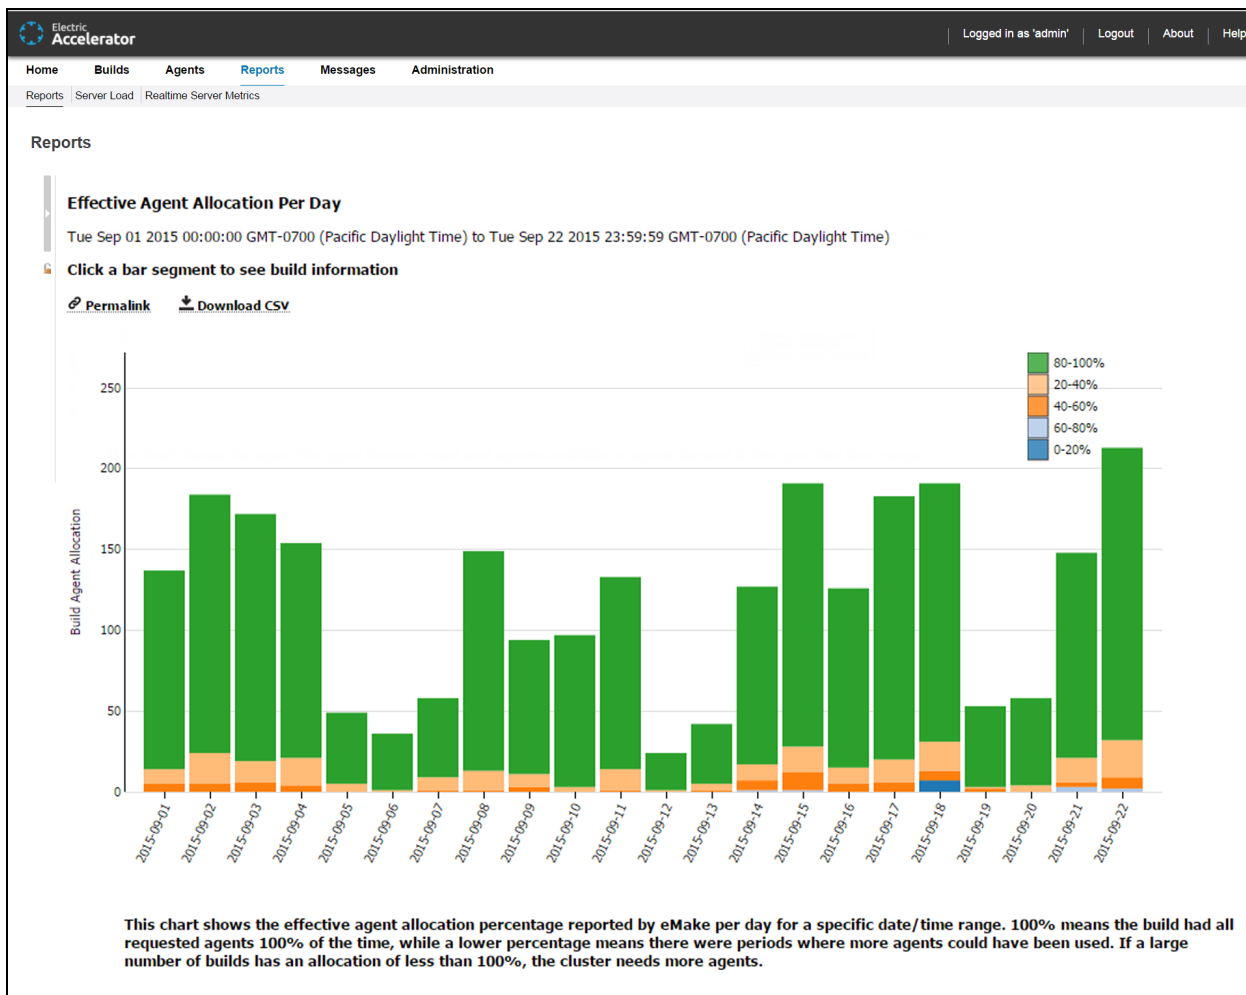 Electric
Accelerator
Logged in as 'admin'
Logout
About
Help
Home
Builds
Agents
Reports
Messages
Administration
Reports
Server Load
Realtime Server Metrics
Reports
Effective Agent Allocation Per Day
Tue Sep 01 2015 00:00:00 GMT-0700 (Pacific Daylight Time) to Tue Sep 22 2015 23:59:59 GMT-0700 (Pacific Daylight Time)
Click a bar segment to see build information
Permalink
Download CSV
80-100%
20-40%
40-60%
60-80%
0-20%
Build Agent Allocation
250
200
150
100
50
0
2015-09-01
2015-09-02
2015-09-03
2015-09-04
2015-09-05
2015-09-06
2015-09-07
2015-09-08
2015-09-09
2015-09-10
2015-09-11
2015-09-12
2015-09-13
2015-09-14
2015-09-15
2015-09-16
2015-09-17
2015-09-18
2015-09-19
2015-09-20
2015-09-21
2015-09-22
This chart shows the effective agent allocation percentage reported by eMake per day for a specific date/time range. 100% means the build had all
requested agents 100% of the time, while a lower percentage means there were periods where more agents could have been used. If a large
number of builds has an allocation of less than 100%, the cluster needs more agents.